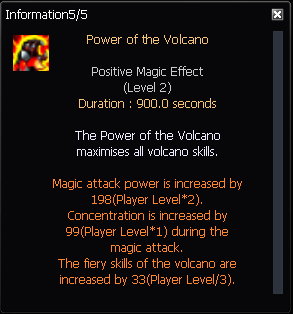 Information5/5
Power of the Volcano
Positive Magic Effect
(Level 2)
Duration : 900.0 seconds
The Power of the Volcano
maximises all volcano skills.
Magic attack power is increased by
198(Player Level*2).
Concentration is increased by
99(Player Level*1) during the
magic attack.
The fiery skills of the volcano are
increased by 33(Player Level/3).